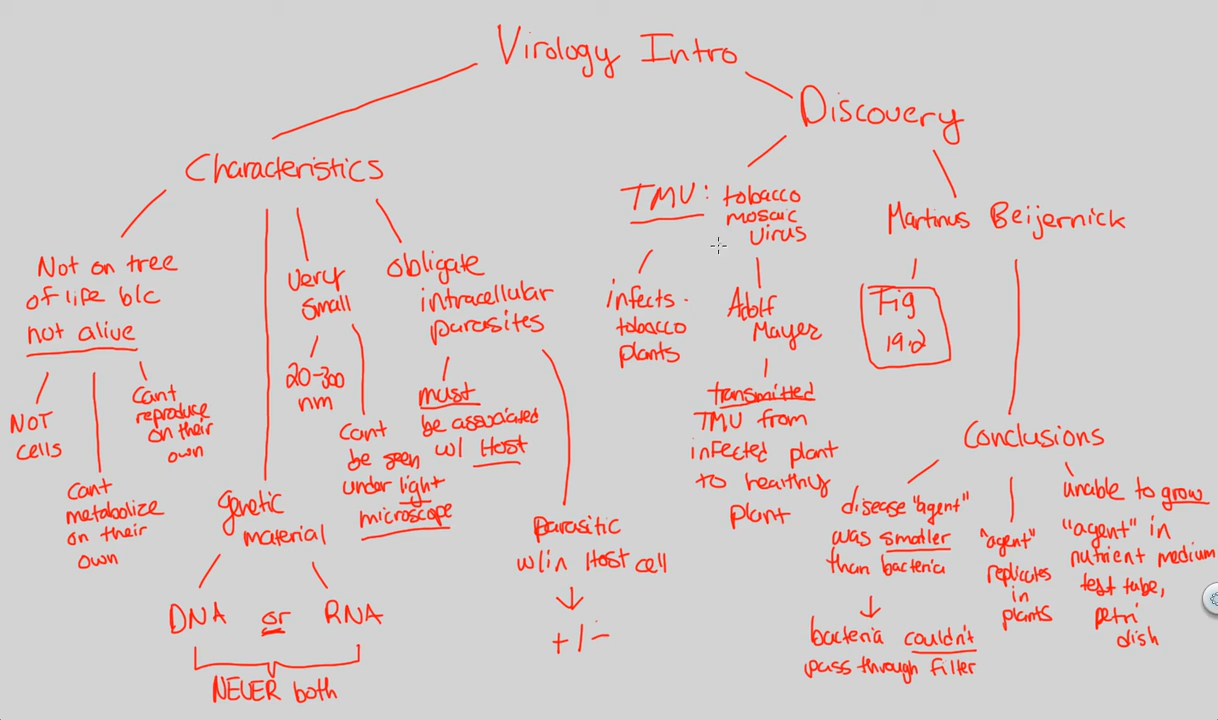 Virology Intro
Discovery
Characteristics
TMV: tobacco
mosaic
virus
Martinus Beijernick
Not on tree
of life b/c
not alive
NOT
cells
Cant
metabolize
on their
own
Cant
reproduce
on their
own
genetic
material
DNA or RNA
NEVER both
Very
small
20-300
nm
Cant
be seen
under light
microscope
obligate
intracellular
parasites
must
be associated
w/ Host
parasitic
w/in Host cell
+/-
infects
tobacco
plants
Adolf
Mayer
transmitted
TMV from
infected plant
to healthy
plant
Fig
19.2
Conclusions
disease "agent"
was smaller
than bacteria
bacteria couldn't
pass through filter
"agent"
replicates
in
plants
unable to grow
"agent" in
nutrient medium
test tube,
petri
dish